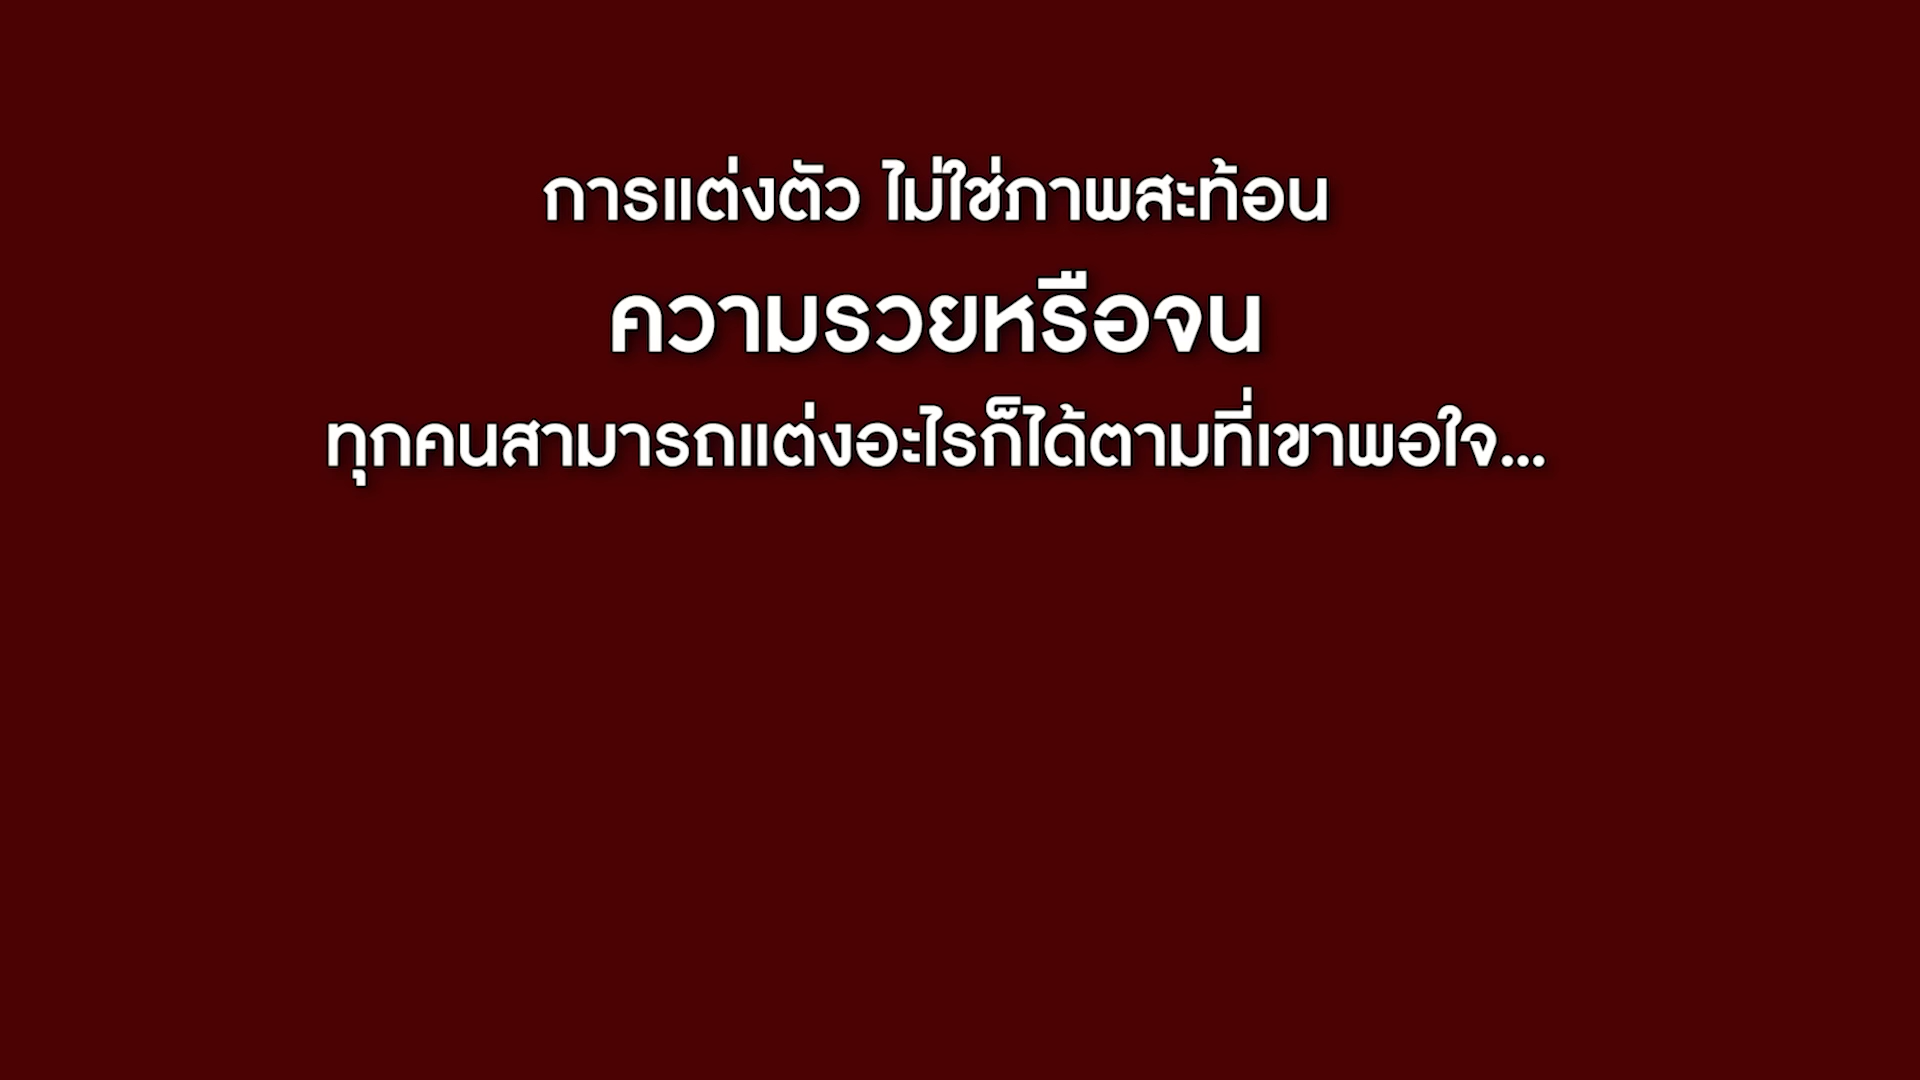 การแต่งตัว ไม่ใช่ภาพสะท้อน
ความรวยหรือจน
ทุกคนสามารถแต่งอะไรก็ได้ตามที่เขาพอใจ...